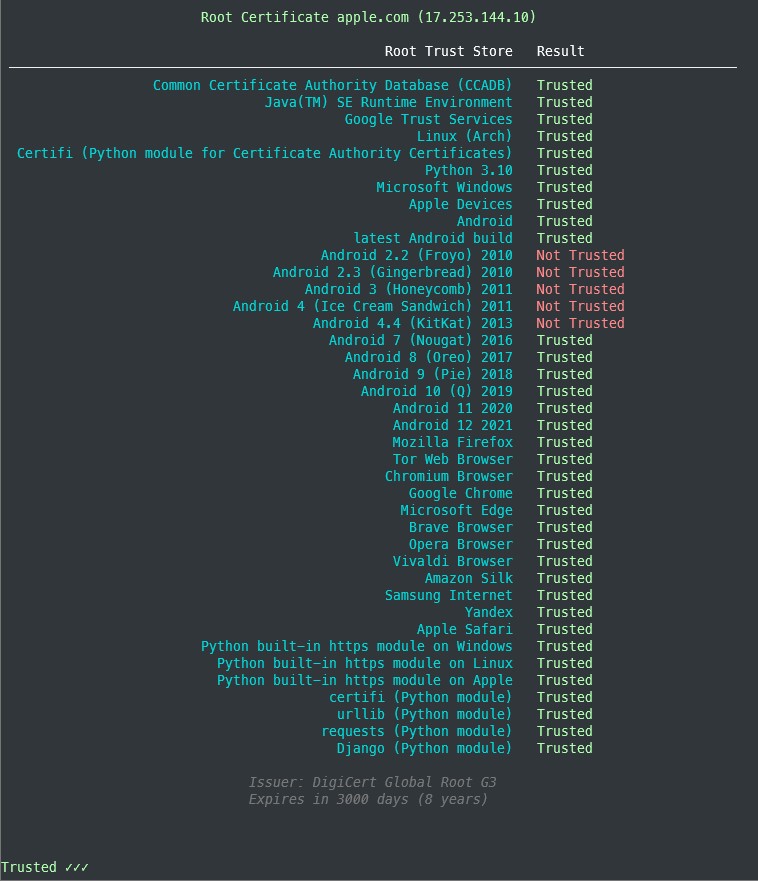 Root Certificate apple.com (17.253.144.10)
Root Trust Store Result
Common Certificate Authority Database (CCADB) Trusted
Java(TM) SE Runtime Environment Trusted
Google Trust Services Trusted
Linux (Arch) Trusted
Certifi (Python module for Certificate Authority Certificates) Trusted
Python 3.10 Trusted
Microsoft Windows Trusted
Apple Devices Trusted
Android Trusted
latest Android build Trusted
Android 2.2 (Froyo) 2010 Not Trusted
Android 2.3 (Gingerbread) 2010 Not Trusted
Android 3 (Honeycomb) 2011 Not Trusted
Android 4 (Ice Cream Sandwich) 2011 Not Trusted
Android 4.4 (KitKat) 2013 Not Trusted
Android 7 (Nougat) 2016 Trusted
Android 8 (Oreo) 2017 Trusted
Android 9 (Pie) 2018 Trusted
Android 10 (Q) 2019 Trusted
Android 11 2020 Trusted
Android 12 2021 Trusted
Mozilla Firefox Trusted
Tor Web Browser Trusted
Chromium Browser Trusted
Google Chrome Trusted
Microsoft Edge Trusted
Brave Browser Trusted
Opera Browser Trusted
Vivaldi Browser Trusted
Amazon Silk Trusted
Samsung Internet Trusted
Yandex Trusted
Apple Safari Trusted
Python built-in https module on Windows Trusted
Python built-in https module on Linux Trusted
Python built-in https module on Apple Trusted
certifi (Python module) Trusted
urllib (Python module) Trusted
requests (Python module) Trusted
Django (Python module) Trusted
Issuer: DigiCert Global Root G3
Expires in 3000 days (8 years)
Trusted ✓✓✓